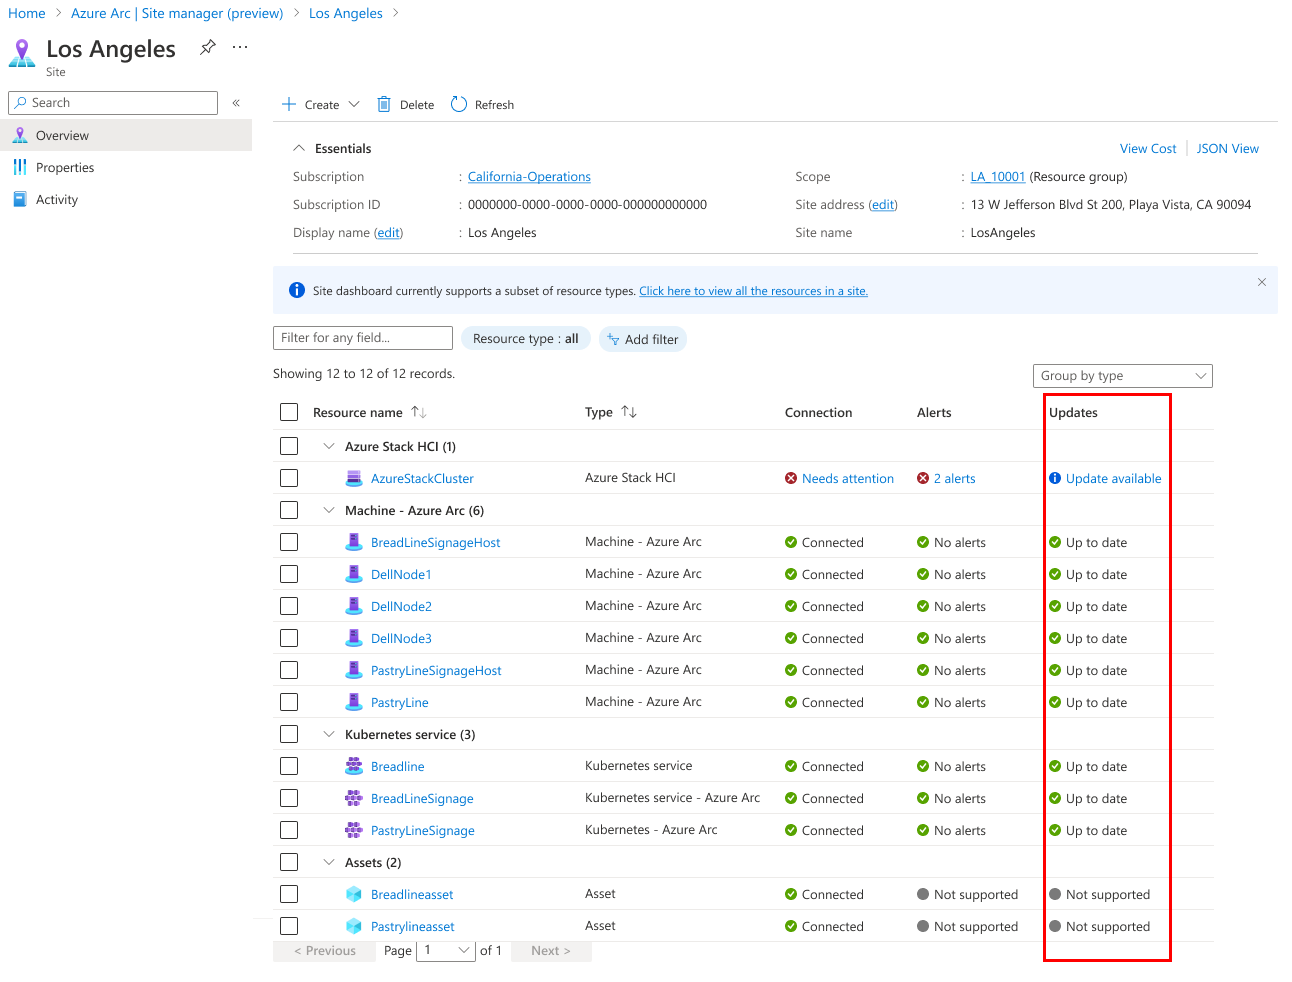 Home > Azure Arc | Site manager (preview) > Los Angeles >
Los Angeles ...
Site
Search «
Overview
Properties
Activity
Create Delete Refresh
Essentials View Cost JSON View
Subscription : California-Operations Scope : LA_10001 (Resource group)
Subscription ID : 0000000-0000-0000-0000-000000000000 Site address (edit) : 13 W Jefferson Blvd St 200, Playa Vista, CA 90094
Display name (edit) : Los Angeles Site name : LosAngeles
Site dashboard currently supports a subset of resource types. Click here to view all the resources in a site.
Filter for any field... Resource type : all Add filter
Showing 12 to 12 of 12 records.
Group by type
Resource name ↑↓ Type ↑↓ Connection Alerts Updates
Azure Stack HCI (1)
AzureStackCluster Azure Stack HCI Needs attention 2 alerts Update available
Machine - Azure Arc (6)
BreadLineSignageHost Machine - Azure Arc Connected No alerts Up to date
DellNode1 Machine - Azure Arc Connected No alerts Up to date
DellNode2 Machine - Azure Arc Connected No alerts Up to date
DellNode3 Machine - Azure Arc Connected No alerts Up to date
PastryLineSignageHost Machine - Azure Arc Connected No alerts Up to date
PastryLine Machine - Azure Arc Connected No alerts Up to date
Kubernetes service (3)
Breadline Kubernetes service Connected No alerts Up to date
BreadLineSignage Kubernetes service - Azure Arc Connected No alerts Up to date
PastryLineSignage Kubernetes - Azure Arc Connected No alerts Up to date
Assets (2)
Breadlineasset Asset Connected Not supported Not supported
Pastrylineasset Asset Connected Not supported Not supported
< Previous Page 1 of 1 Next >